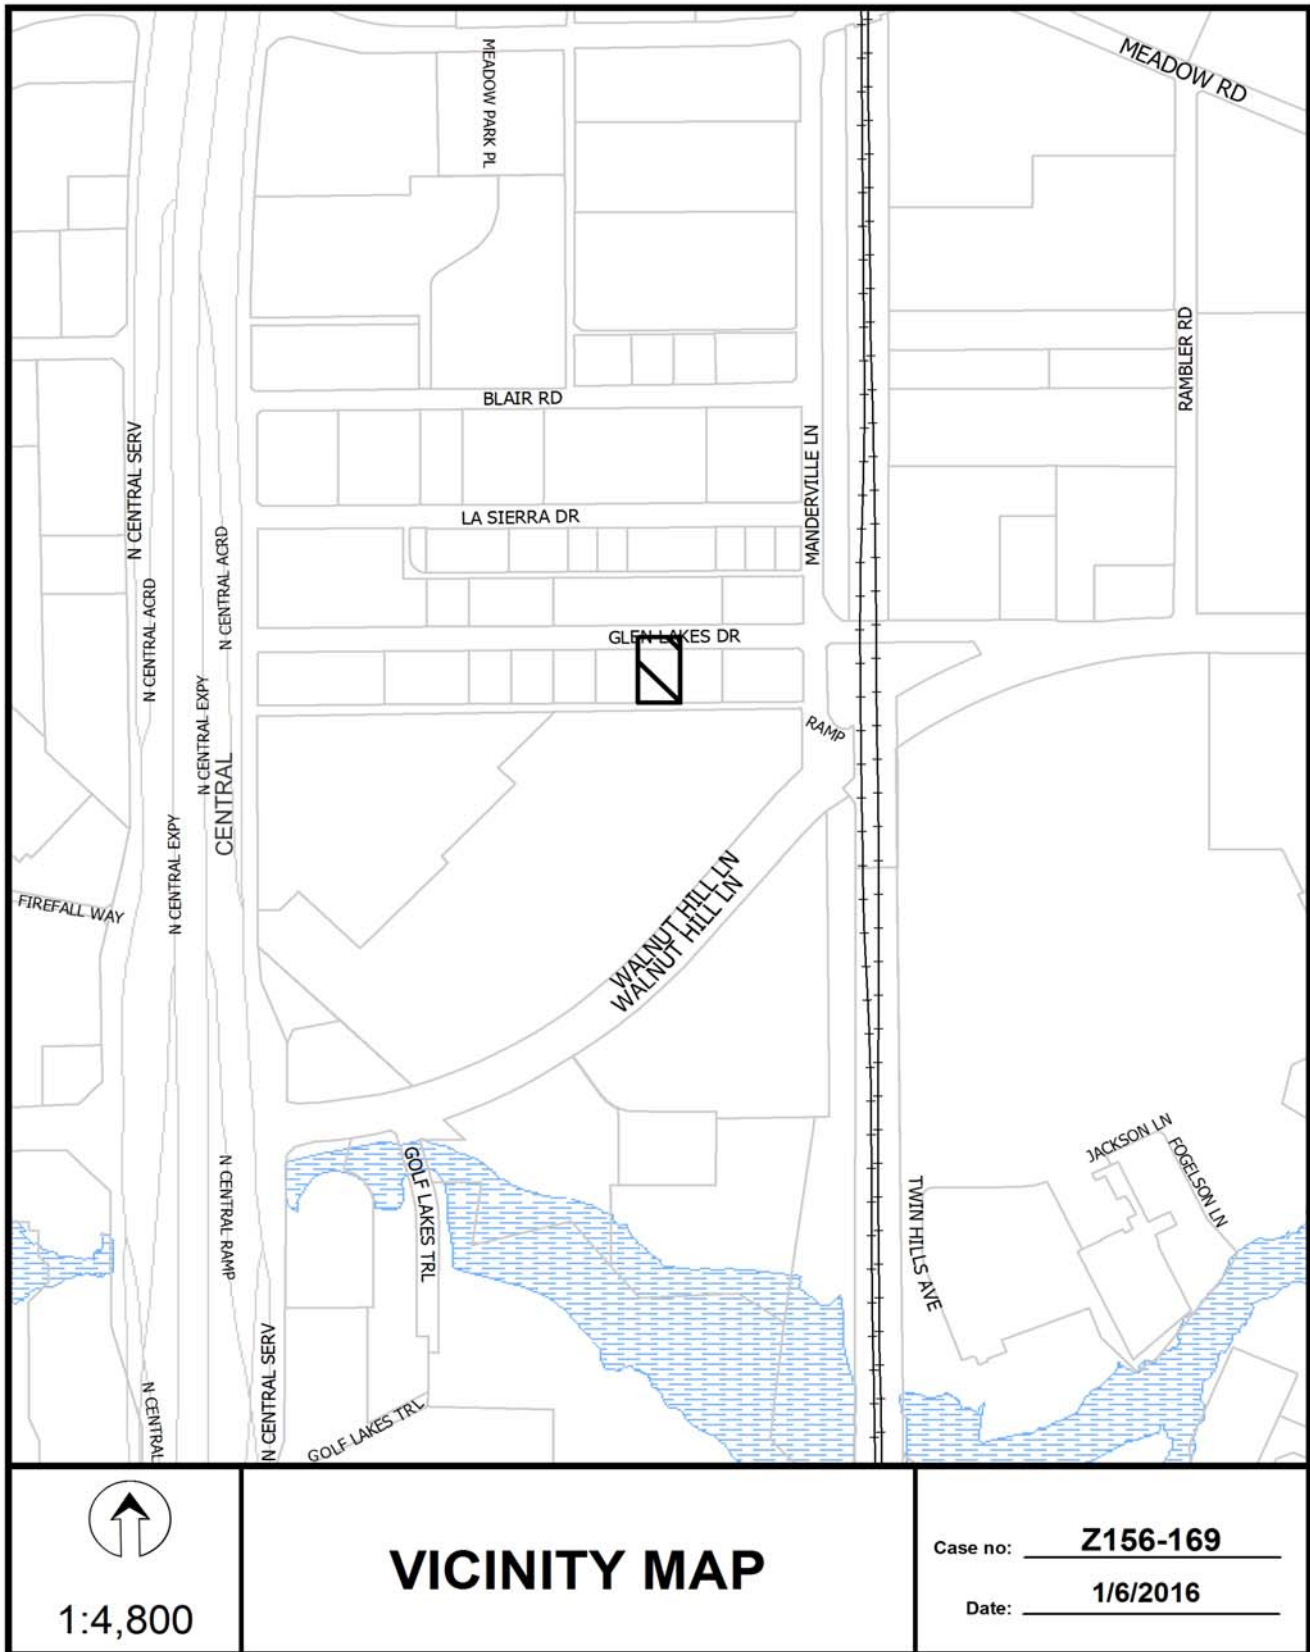 MEADOW RD
MEADOW PARK PL
RAMBLER RD
BLAIR RD
N CENTRAL SERV
MANDERVILLE LN
LA SIERRA DR
N CENTRAL ACRD
N CENTRAL ACRD
GLEN LAKES DR
N CENTRAL EXPY
RAMP
CENTRAL
N CENTRAL EXPY
WALNUT HILL LN
WALNUT HILL LN
FIREFALL WAY
JACKSON LN
FOGELSON LN
GOLF LAKES TRL
N CENTRAL RAMP
TWIN HILLS AVE
N CENTRAL SERV
N CENTRAL
GOLF LAKES TRL
1:4,800
VICINITY MAP
Case no: Z156-169
Date: 1/6/2016